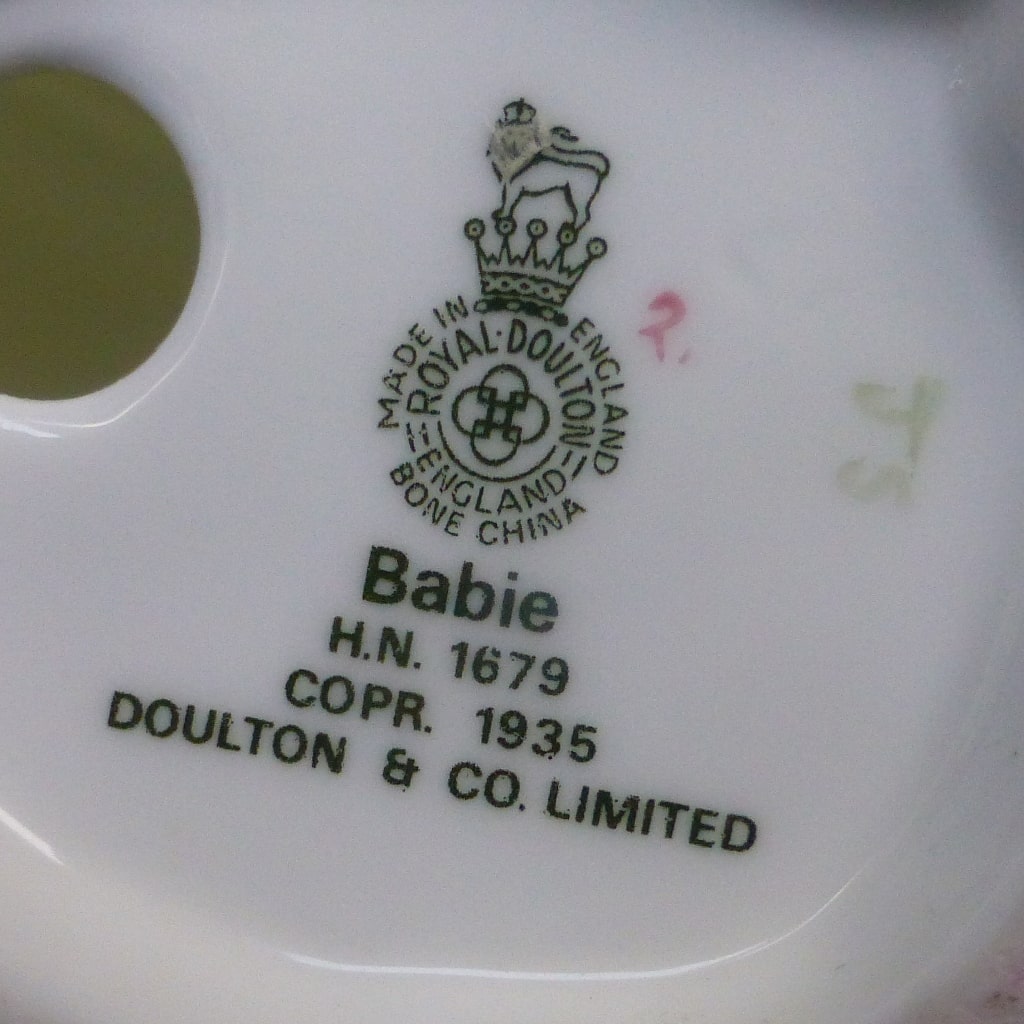 MADE IN ENGLAND
ROYAL·DOULTON
ENGLAND
BONE CHINA
Babie
H.N. 1679
COPR. 1935
DOULTON & CO. LIMITED